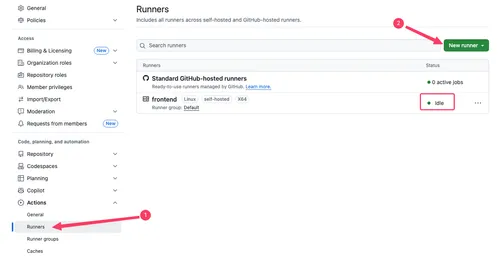 General
Policies
Access
Billing & Licensing New
Organization roles
Repository roles
Member privileges
Import/Export
Moderation
Requests from members New
Code, planning, and automation
Repository
Codespaces
Planning
Copilot
Actions
General
Runners
Runner groups
Caches
1
Runners
Includes all runners across self-hosted and GitHub-hosted runners.
2
Search runners
New runner
Runners Status
Standard GitHub-hosted runners
Ready-to-use runners managed by GitHub. Learn more.
0 active jobs
frontend Linux self-hosted X64
Runner group: Default
Idle